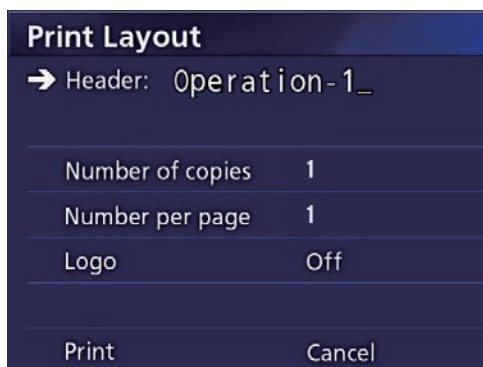 Print Layout
→ Header: Operation-1_
Number of copies 1
Number per page 1
Logo Off
Print Cancel